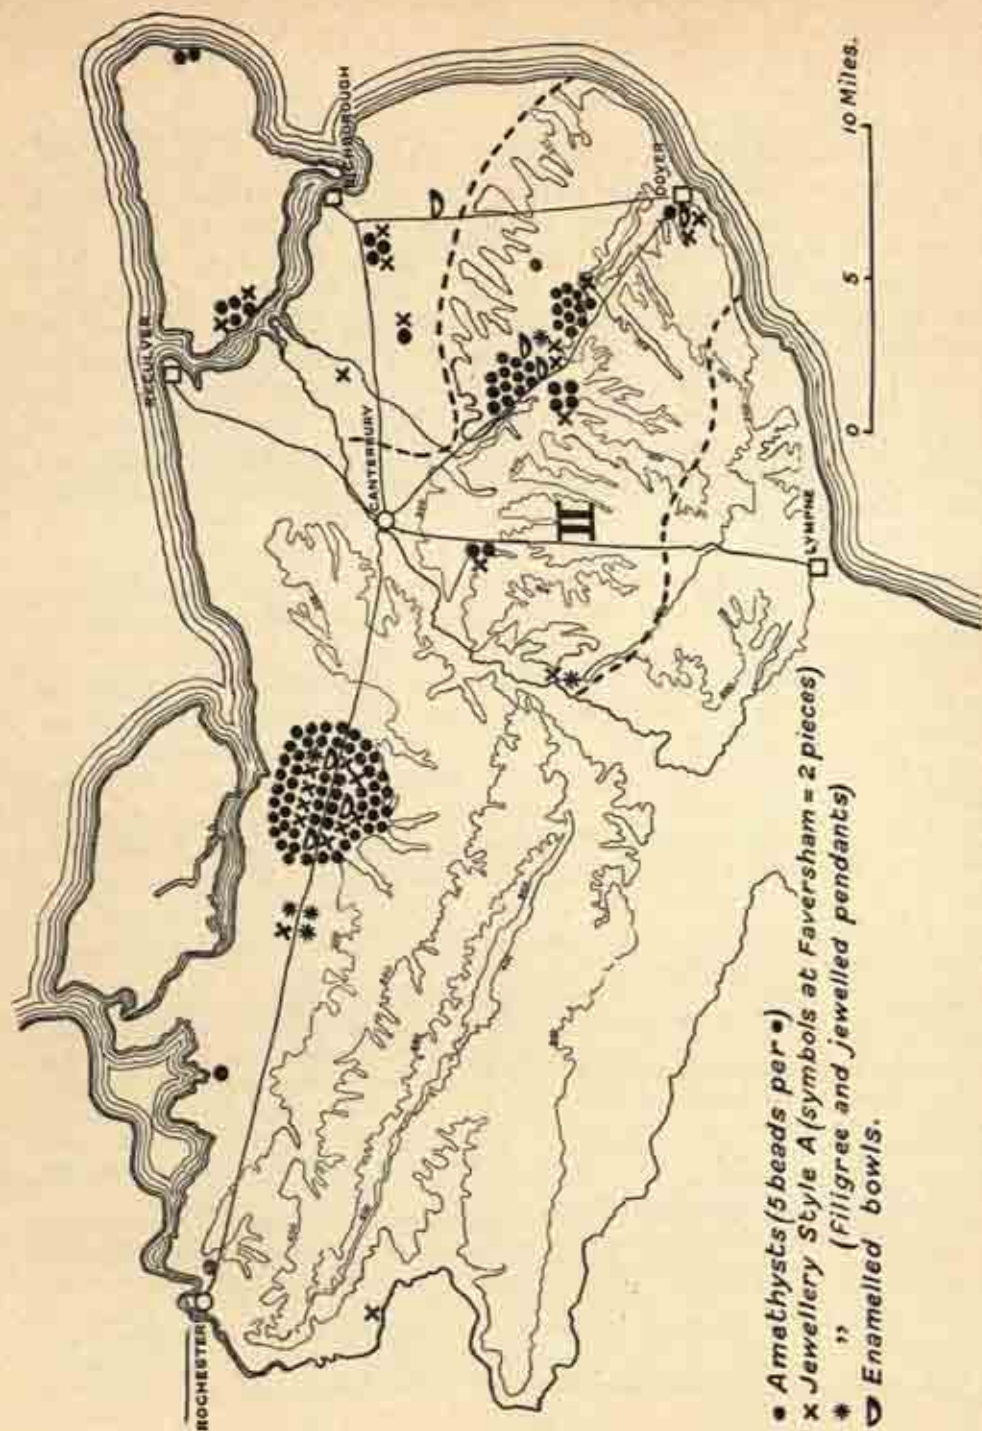 ROCHESTER
RECULVER
RICHBOROUGH
CANTERBURY
DOVER
LYMPNE
II
0 5 10 Miles.
• Amethysts (5 beads per •)
x Jewellery Style A (symbols at Faversham = 2 pieces)
* " (Filigree and jewelled pendants)
Enamelled bowls.